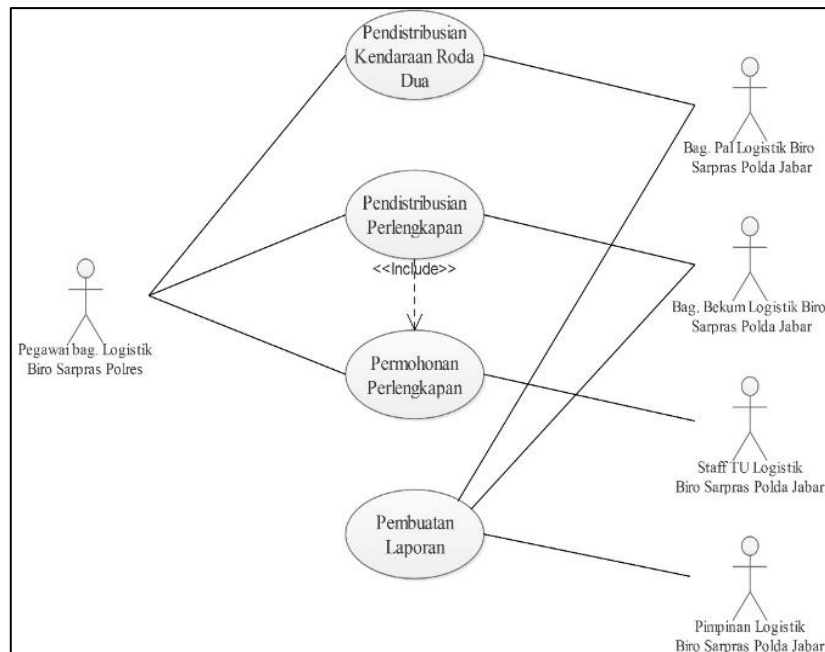 Pendistribusian
Kendaraan Roda
Dua
Bag. Pal Logistik Biro
Sarpras Polda Jabar
Pendistribusian
Perlengkapan
<<Include>>
Bag. Bekum Logistik Biro
Sarpras Polda Jabar
Pegawai bag. Logistik
Biro Sarpras Polres
Permohonan
Perlengkapan
Staff TU Logistik
Biro Sarpras Polda Jabar
Pembuatan
Laporan
Pimpinan Logistik
Biro Sarpras Polda Jabar